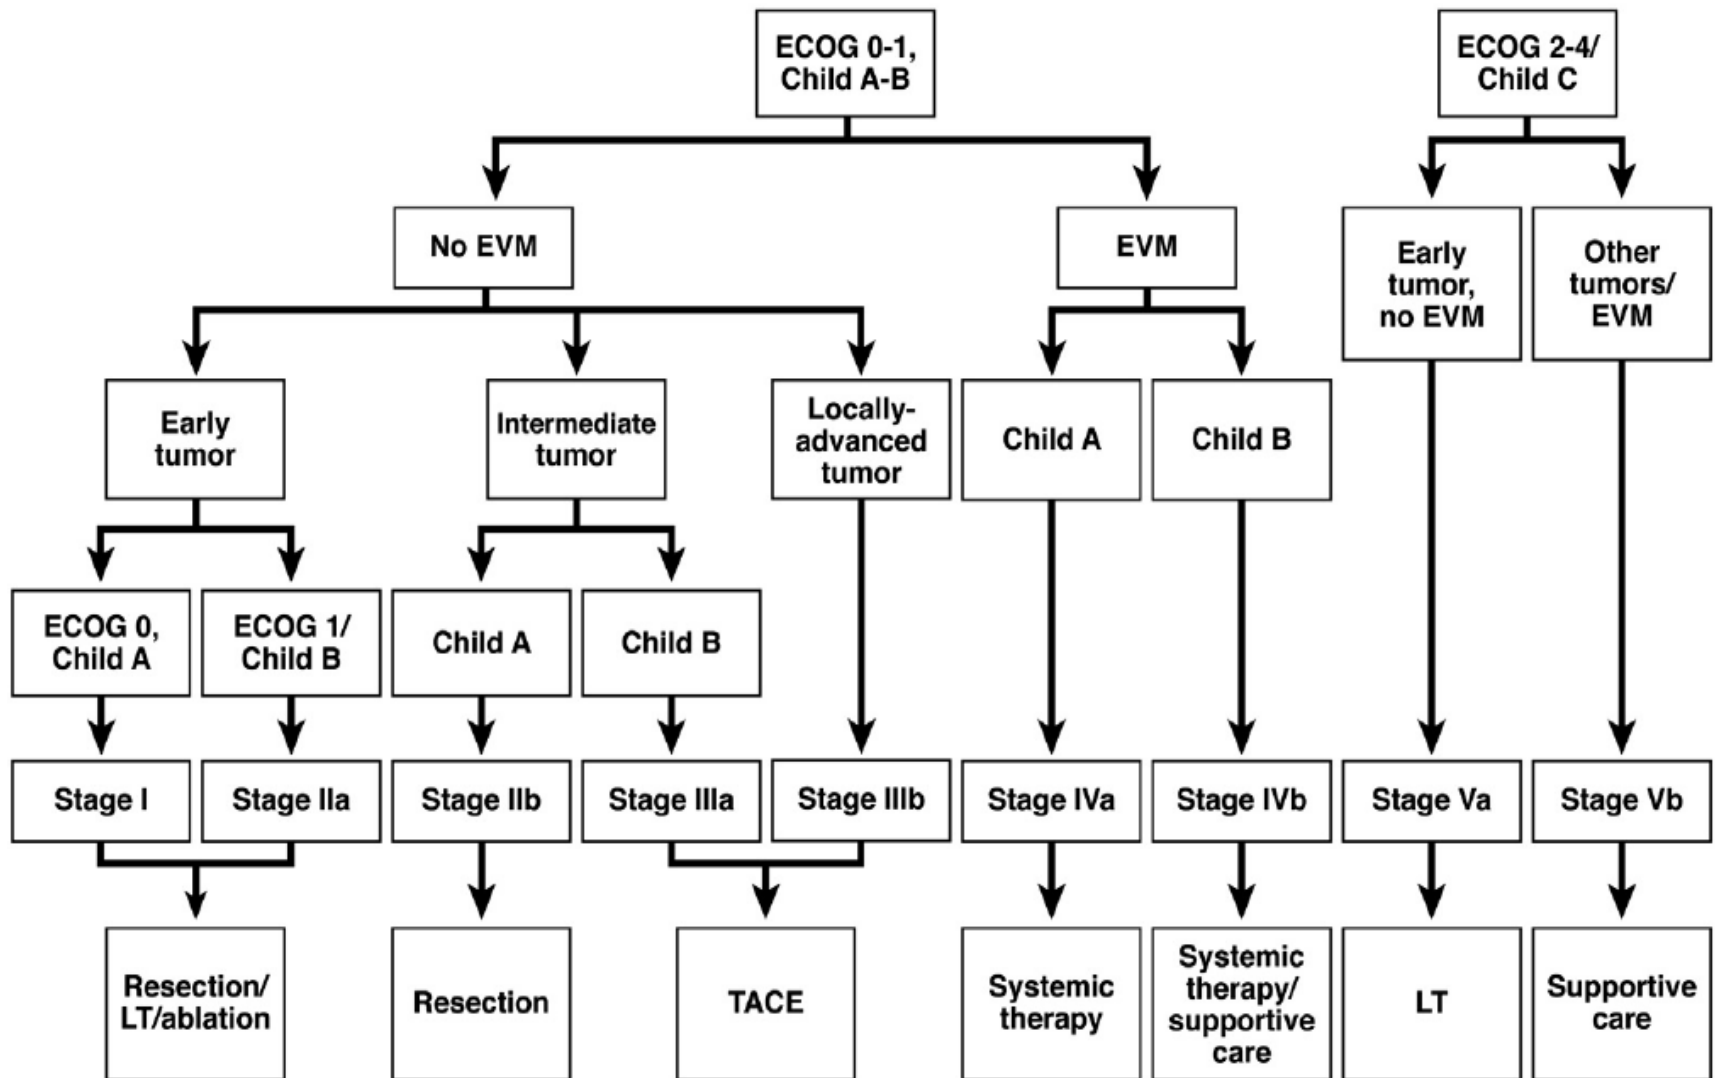 ECOG 0-1,
Child A-B
ECOG 2-4/
Child C
No EVM
EVM
Early
tumor,
no EVM
Other
tumors/
EVM
Early
tumor
Intermediate
tumor
Locally-
advanced
tumor
Child A
Child B
ECOG 0,
Child A
ECOG 1/
Child B
Child A
Child B
Stage I
Stage IIa
Stage IIb
Stage IIIa
Stage IIIb
Stage IVa
Stage IVb
Stage Va
Stage Vb
Resection/
LT/ablation
Resection
TACE
Systemic
therapy
Systemic
therapy/
supportive
care
LT
Supportive
care